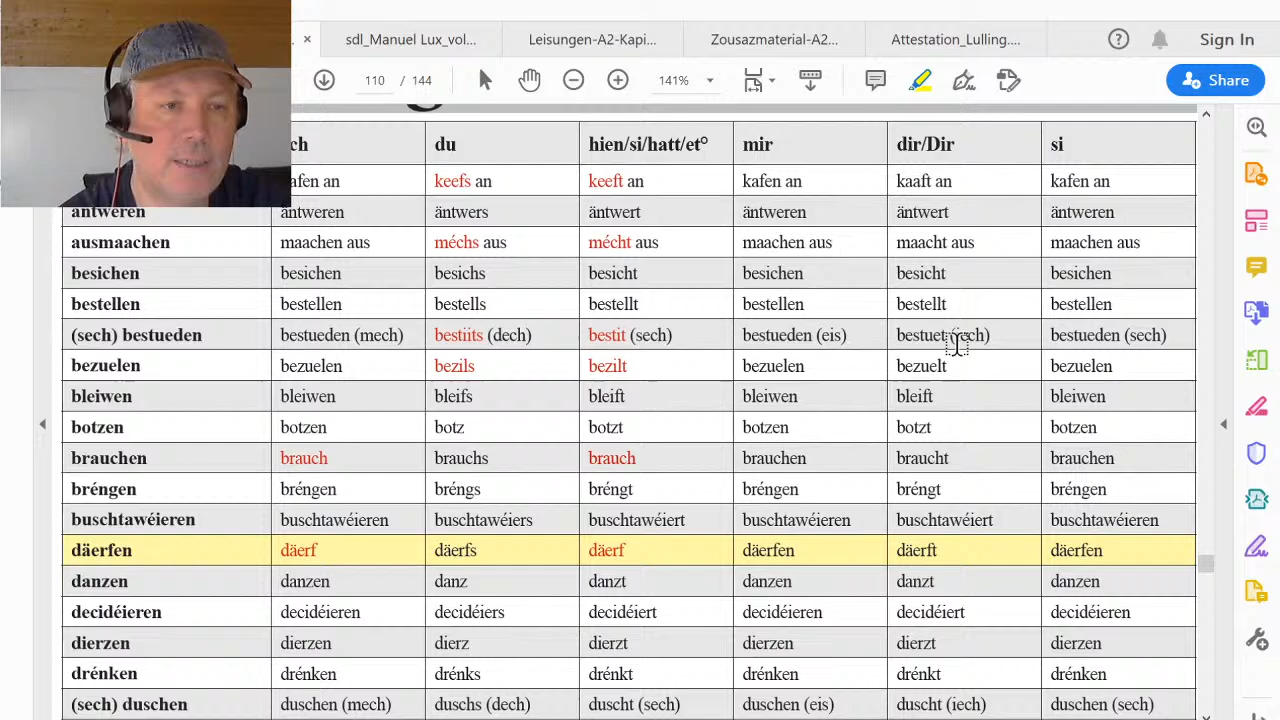 sdl_Manuel Lux_vol... Leisungen-A2-Kapi... Zousazmaterial-A2... Attestation_Lulling.... Sign In
110 / 144 141% Share
ch du hien/si/hatt/et° mir dir/Dir si
kafen an keefs an keeft an kafen an kaaft an kafen an
äntweren äntweren äntwers äntwert äntweren äntwert äntweren
ausmaachen maachen aus méchs aus mécht aus maachen aus maacht aus maachen aus
besichen besichen besichs besicht besichen besicht besichen
bestellen bestellen bestells bestellt bestellen bestellt bestellen
(sech) bestueden bestueden (mech) bestiits (dech) bestit (sech) bestueden (eis) bestuet bestueden (sech)
bezuelen bezuelen bezils bezilt bezuelen bezuelt bezuelen
bleiwen bleiwen bleifs bleift bleiwen bleift bleiwen
botzen botzen botz botzt botzen botzt botzen
brauchen brauch brauchs brauch brauchen braucht brauchen
bréngen bréngen bréngs bréngt bréngen bréngt bréngen
buschtawéieren buschtawéieren buschtawéiers buschtawéiert buschtawéieren buschtawéiert buschtawéieren
däerfen däerf däerfs däerf däerfen däerft däerfen
danzen danzen danz danzt danzen danzt danzen
decidéieren decidéieren decidéiers decidéiert decidéieren decidéiert decidéieren
dierzen dierzen dierz dierzt dierzen dierzt dierzen
drénken drénken drénks drénkt drénken drénkt drénken
(sech) duschen duschen (mech) duschs (dech) duscht (sech) duschen (eis) duscht (iech) duschen (sech)